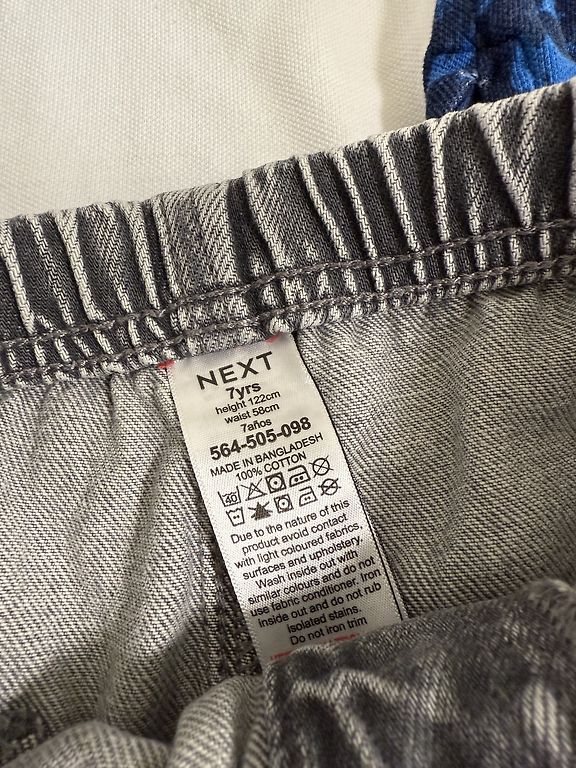 NEXT
7yrs
height 122cm
waist 58cm
7años
564-505-098
MADE IN BANGLADESH
100% COTTON
40
Due to the nature of this
product avoid contact
with light coloured fabrics,
surfaces and upholstery.
Wash inside out with
similar colours and do not
use fabric conditioner. Iron
inside out and do not rub
isolated stains.
Do not iron trim